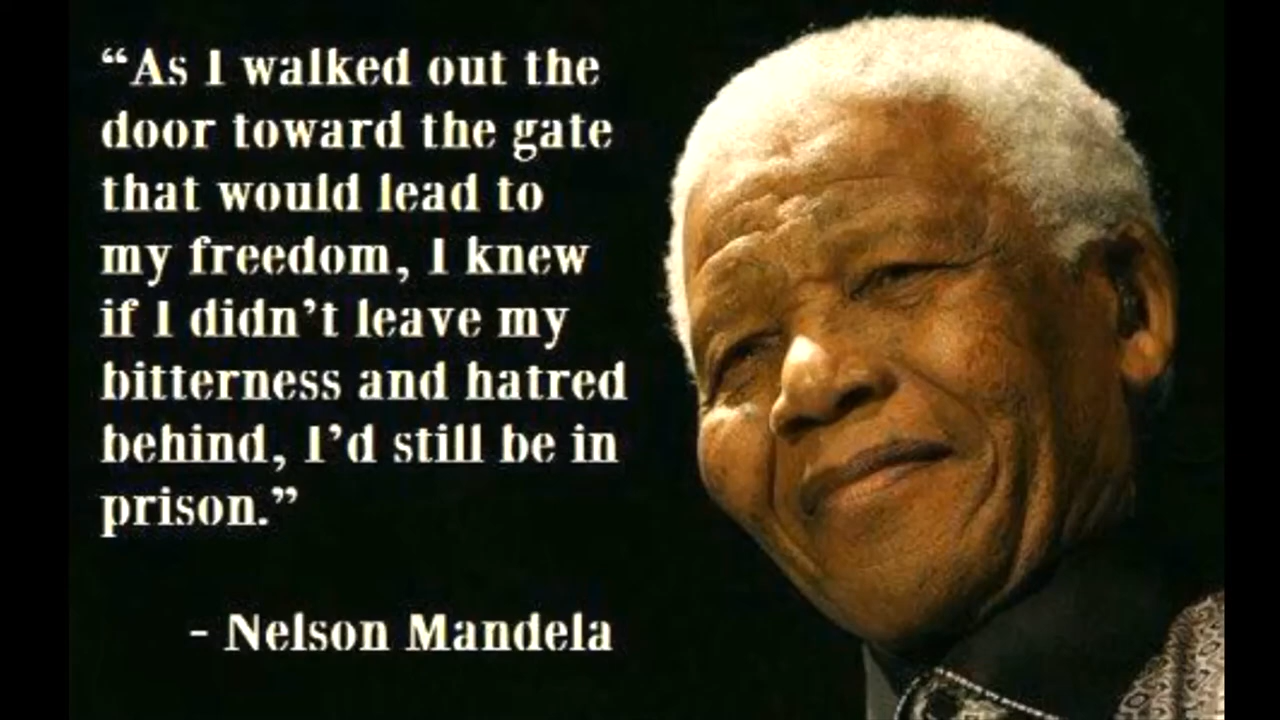 “As I walked out the
door toward the gate
that would lead to
my freedom, I knew
if I didn’t leave my
bitterness and hatred
behind, I’d still be in
prison.”
– Nelson Mandela